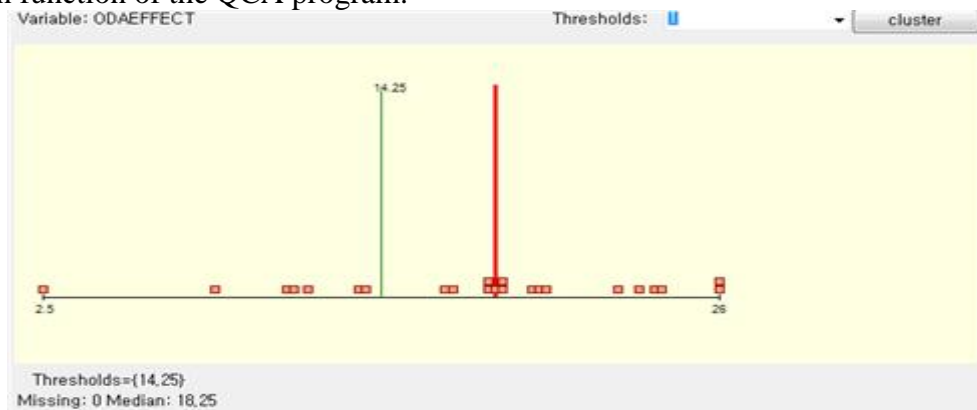 function of the QCA program.
Variable: ODAEFFECT Thresholds: 1 cluster
14.25
2.5 26
Thresholds={14,25}
Missing: 0 Median: 18,25